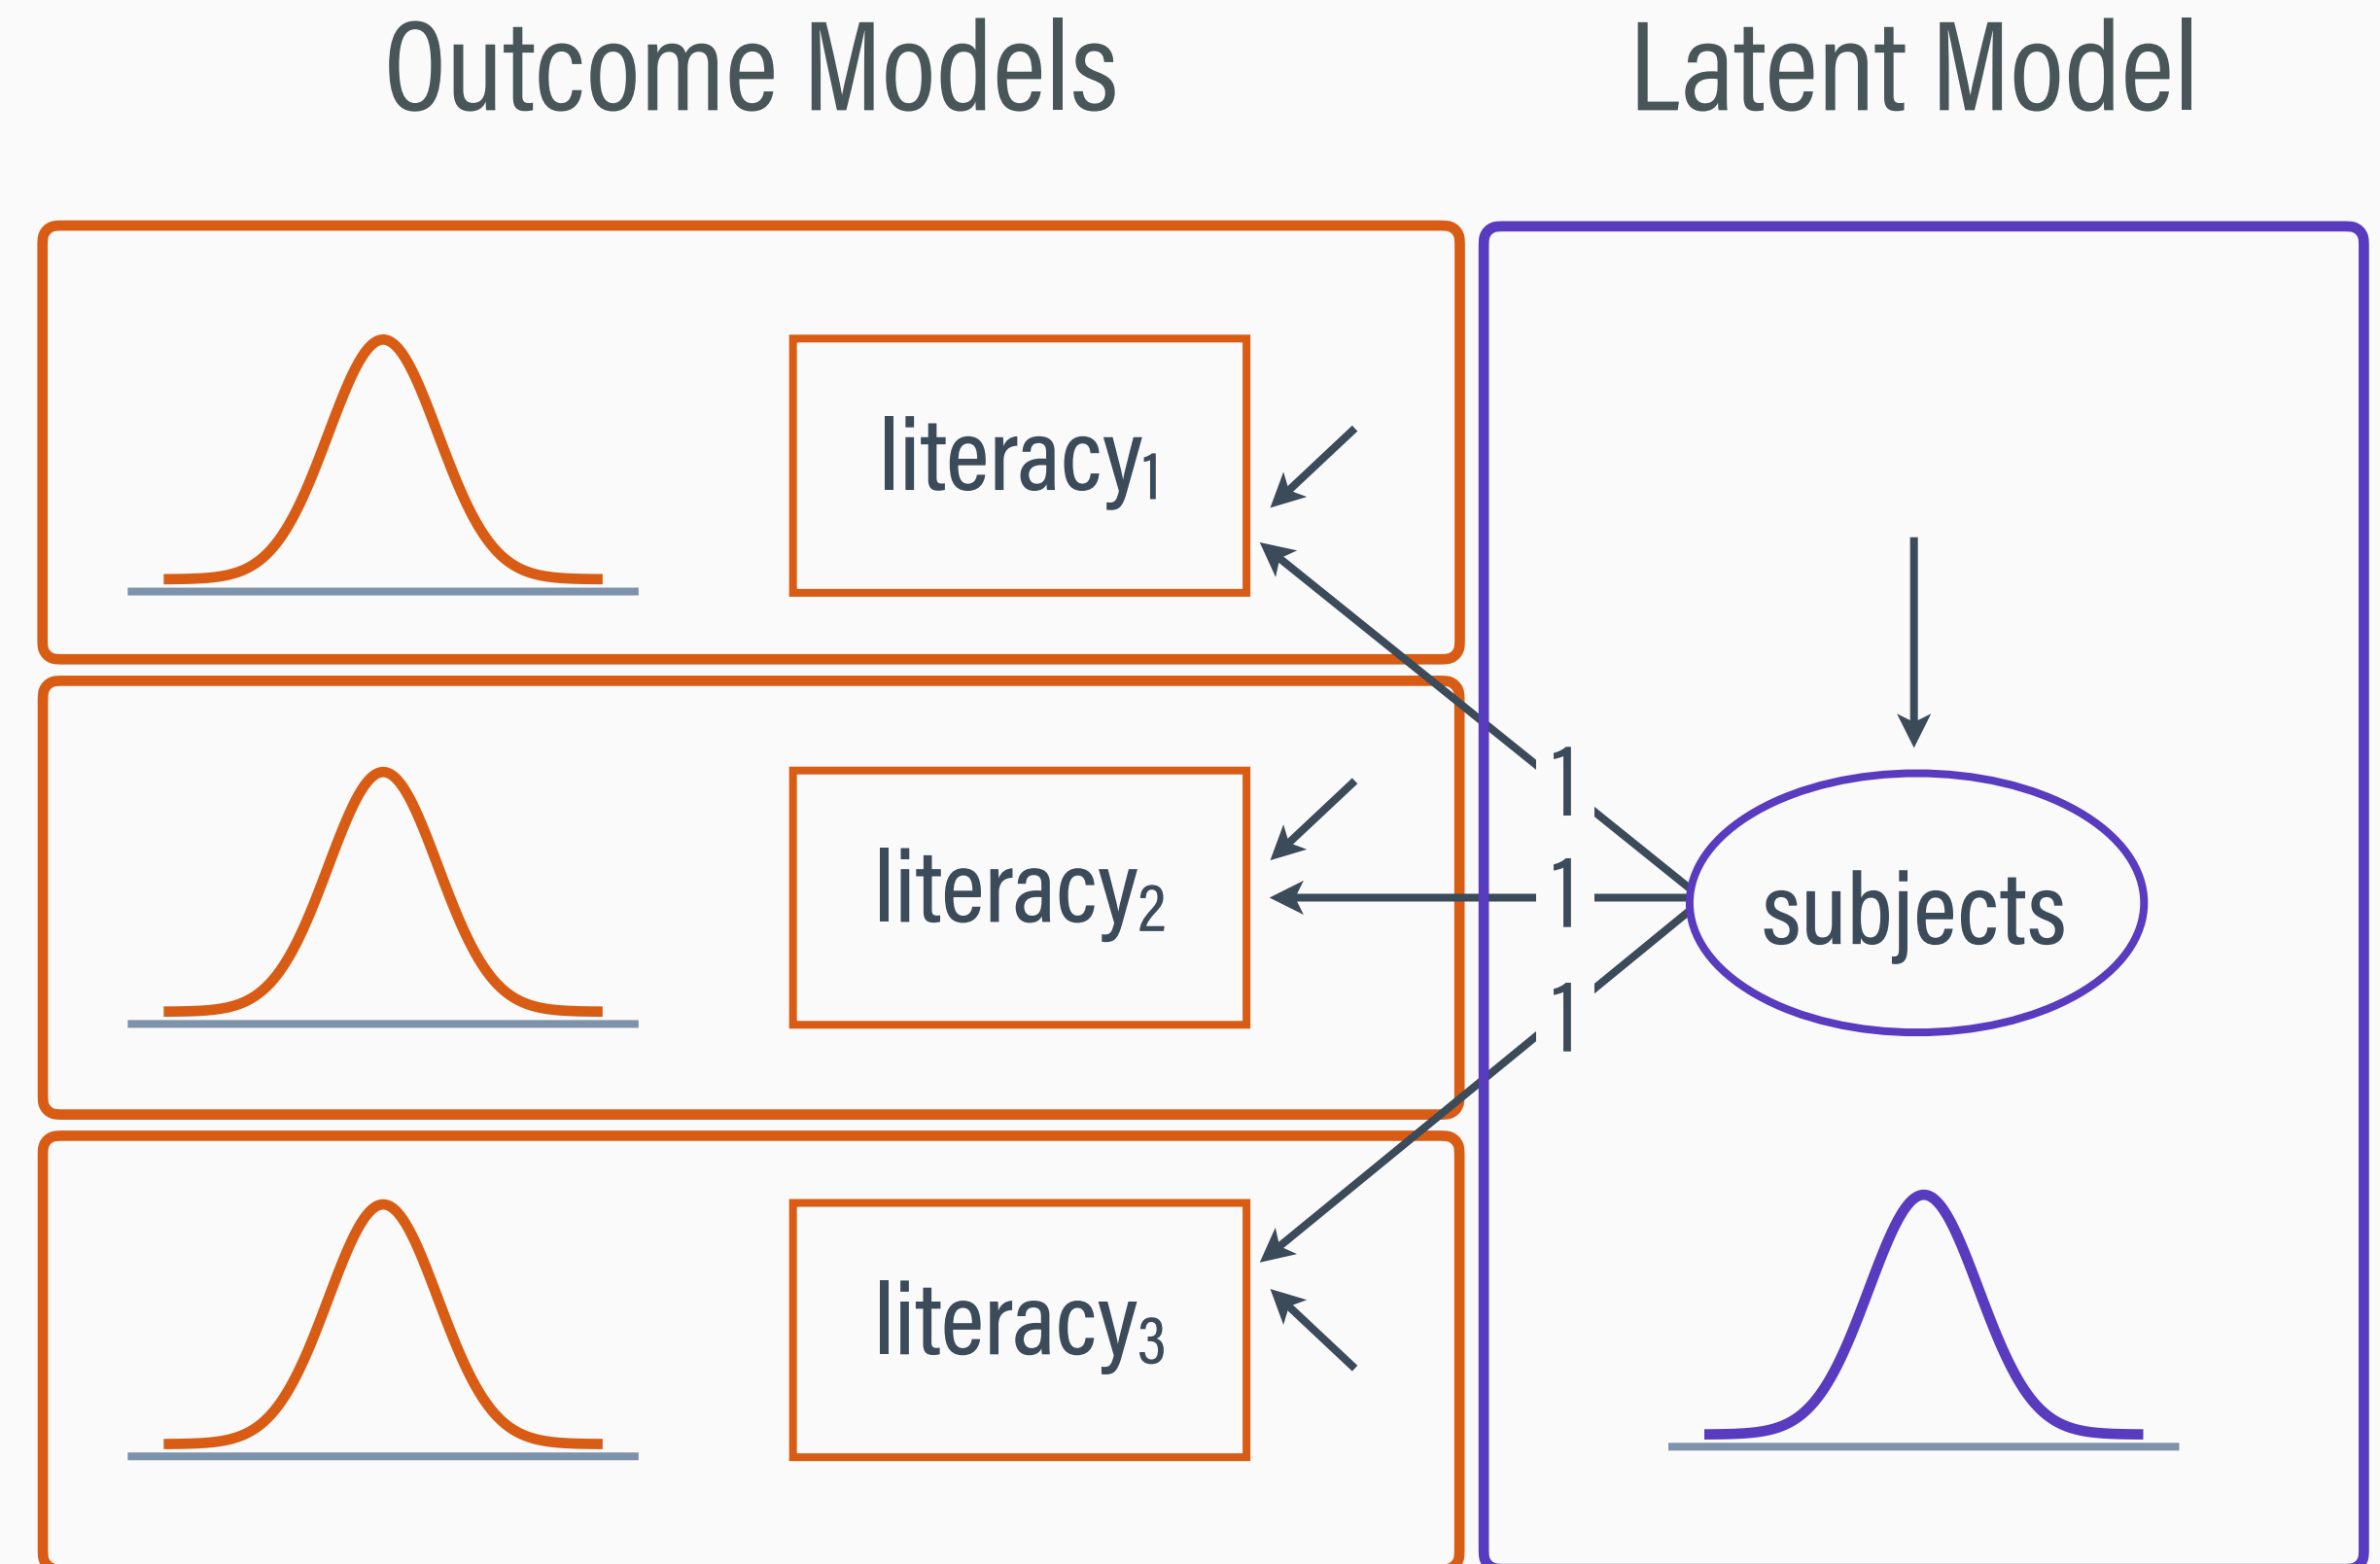 Outcome Models
Latent Model
literacy1
1
literacy2
1
subjects
1
literacy3